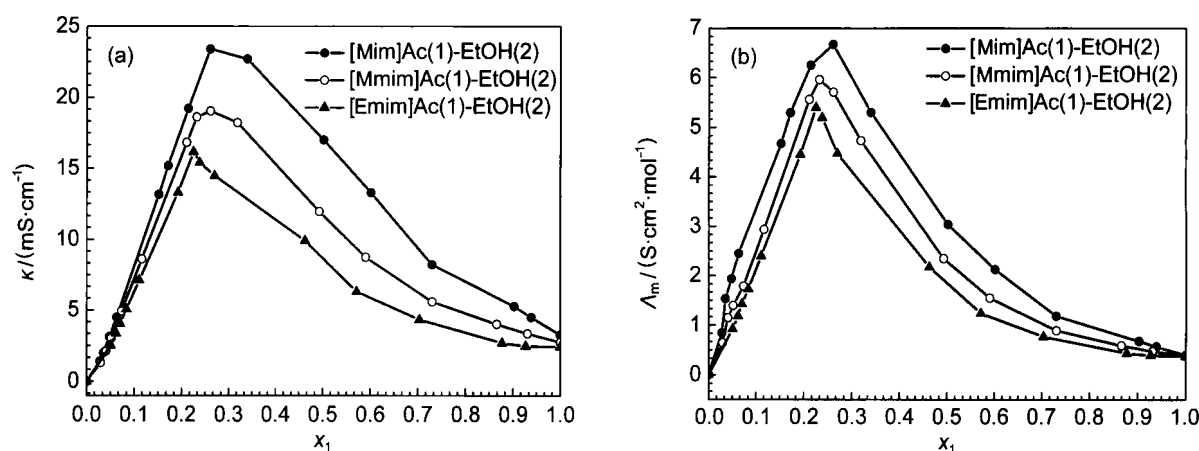 25
20
15
10
5
0
κ/(mS·cm⁻¹)
(a)
[Mim]Ac(1)-EtOH(2)
[Mmim]Ac(1)-EtOH(2)
[Emim]Ac(1)-EtOH(2)
0.0 0.1 0.2 0.3 0.4 0.5 0.6 0.7 0.8 0.9 1.0
x₁
7
6
5
4
3
2
1
0
Λₘ/(S·cm²·mol⁻¹)
(b)
[Mim]Ac(1)-EtOH(2)
[Mmim]Ac(1)-EtOH(2)
[Emim]Ac(1)-EtOH(2)
0.0 0.1 0.2 0.3 0.4 0.5 0.6 0.7 0.8 0.9 1.0
x₁